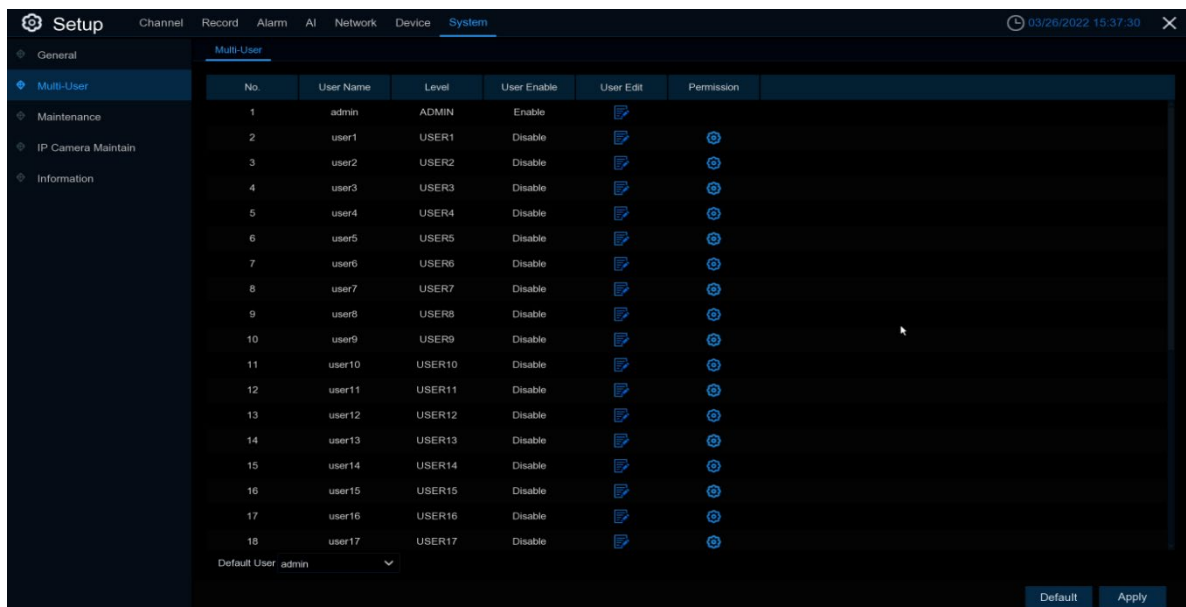 Setup Channel Record Alarm AI Network Device System 03/26/2022 15:37:30
General
Multi-User
Maintenance
IP Camera Maintain
Information
Multi-User
No. User Name Level User Enable User Edit Permission
1 admin ADMIN Enable
2 user1 USER1 Disable
3 user2 USER2 Disable
4 user3 USER3 Disable
5 user4 USER4 Disable
6 user5 USER5 Disable
7 user6 USER6 Disable
8 user7 USER7 Disable
9 user8 USER8 Disable
10 user9 USER9 Disable
11 user10 USER10 Disable
12 user11 USER11 Disable
13 user12 USER12 Disable
14 user13 USER13 Disable
15 user14 USER14 Disable
16 user15 USER15 Disable
17 user16 USER16 Disable
18 user17 USER17 Disable
Default User admin
Default Apply